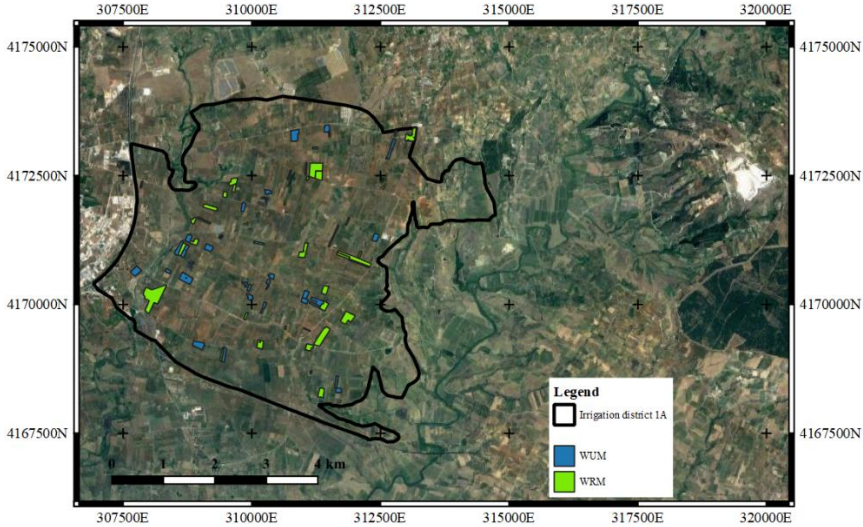 307500E 310000E 312500E 315000E 317500E 320000E
4175000N 4175000N
4172500N 4172500N
4170000N 4170000N
Legend
Irrigation district 1A
4167500N 4167500N
WUM
0 1 2 3 4 km
WRM
307500E 310000E 312500E 315000E 317500E 320000E